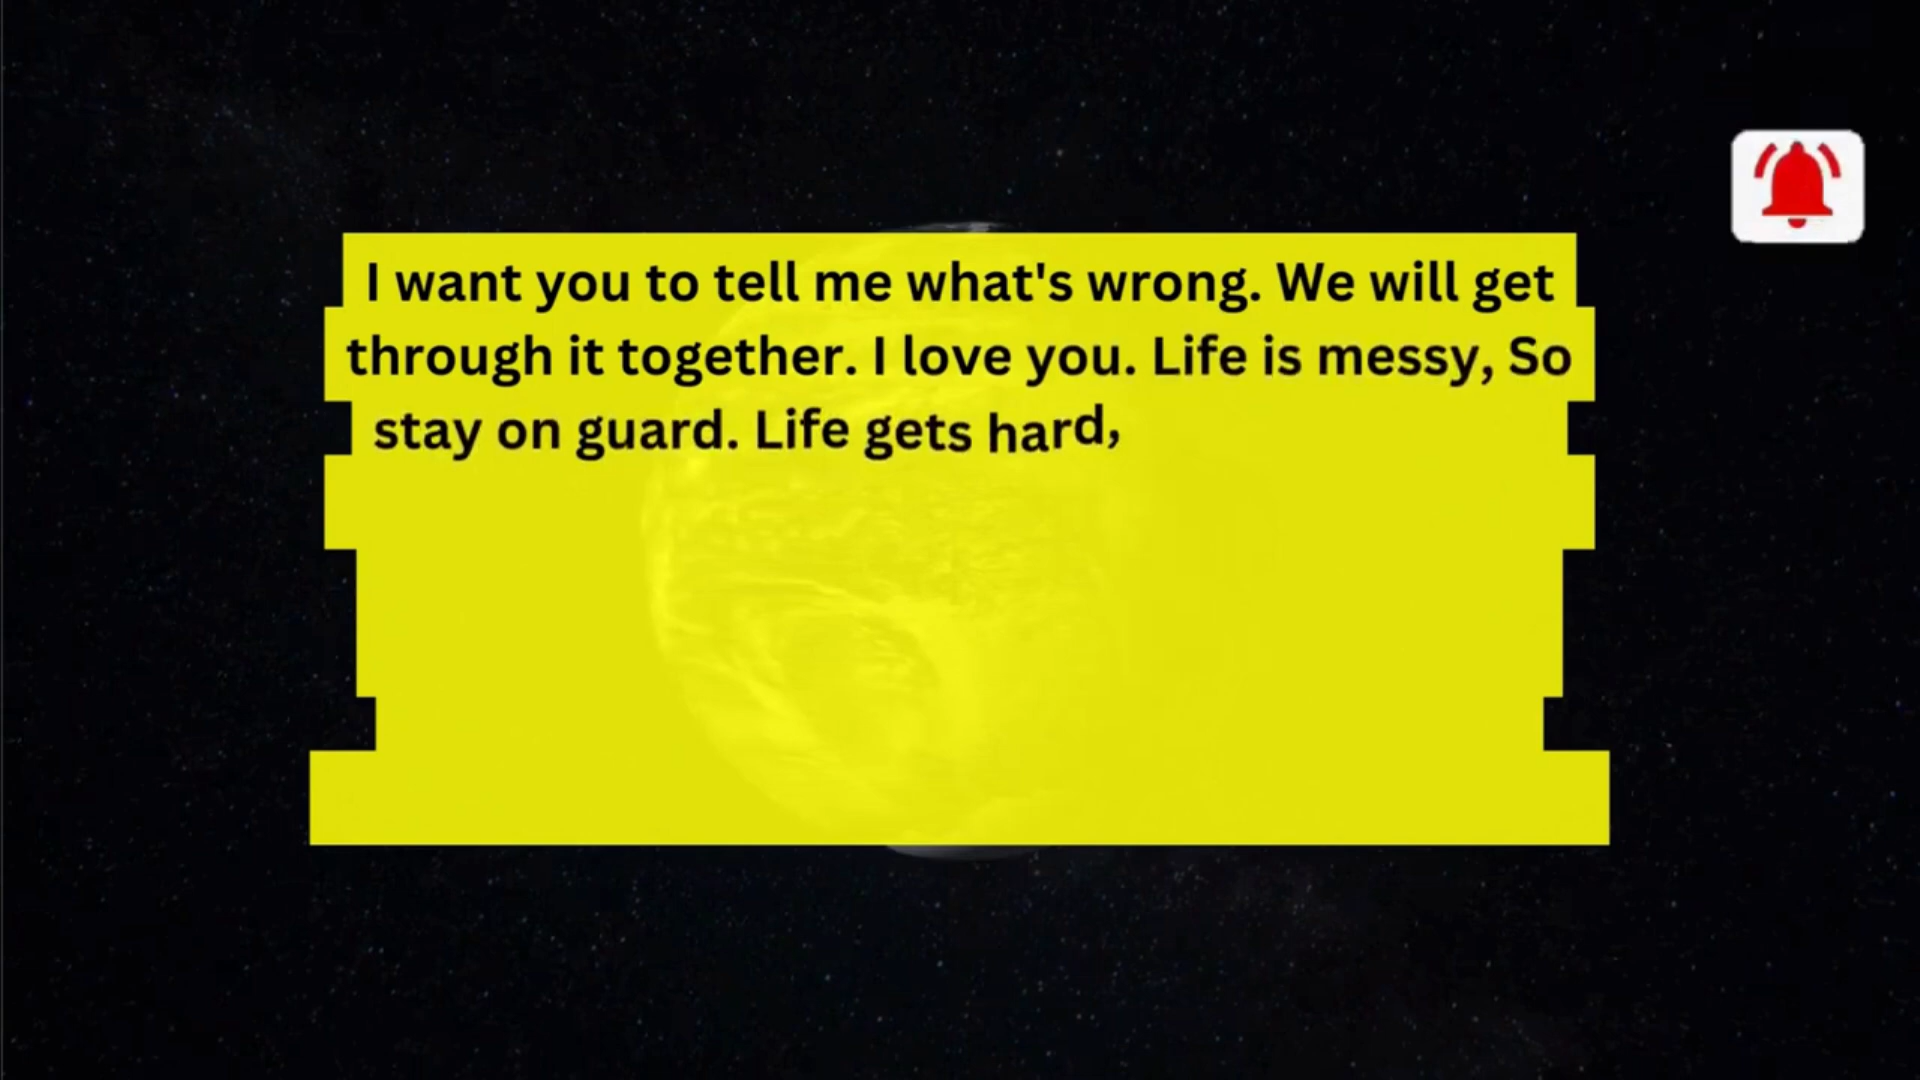 I want you to tell me what's wrong. We will get
through it together. I love you. Life is messy, So
stay on guard. Life gets hard,